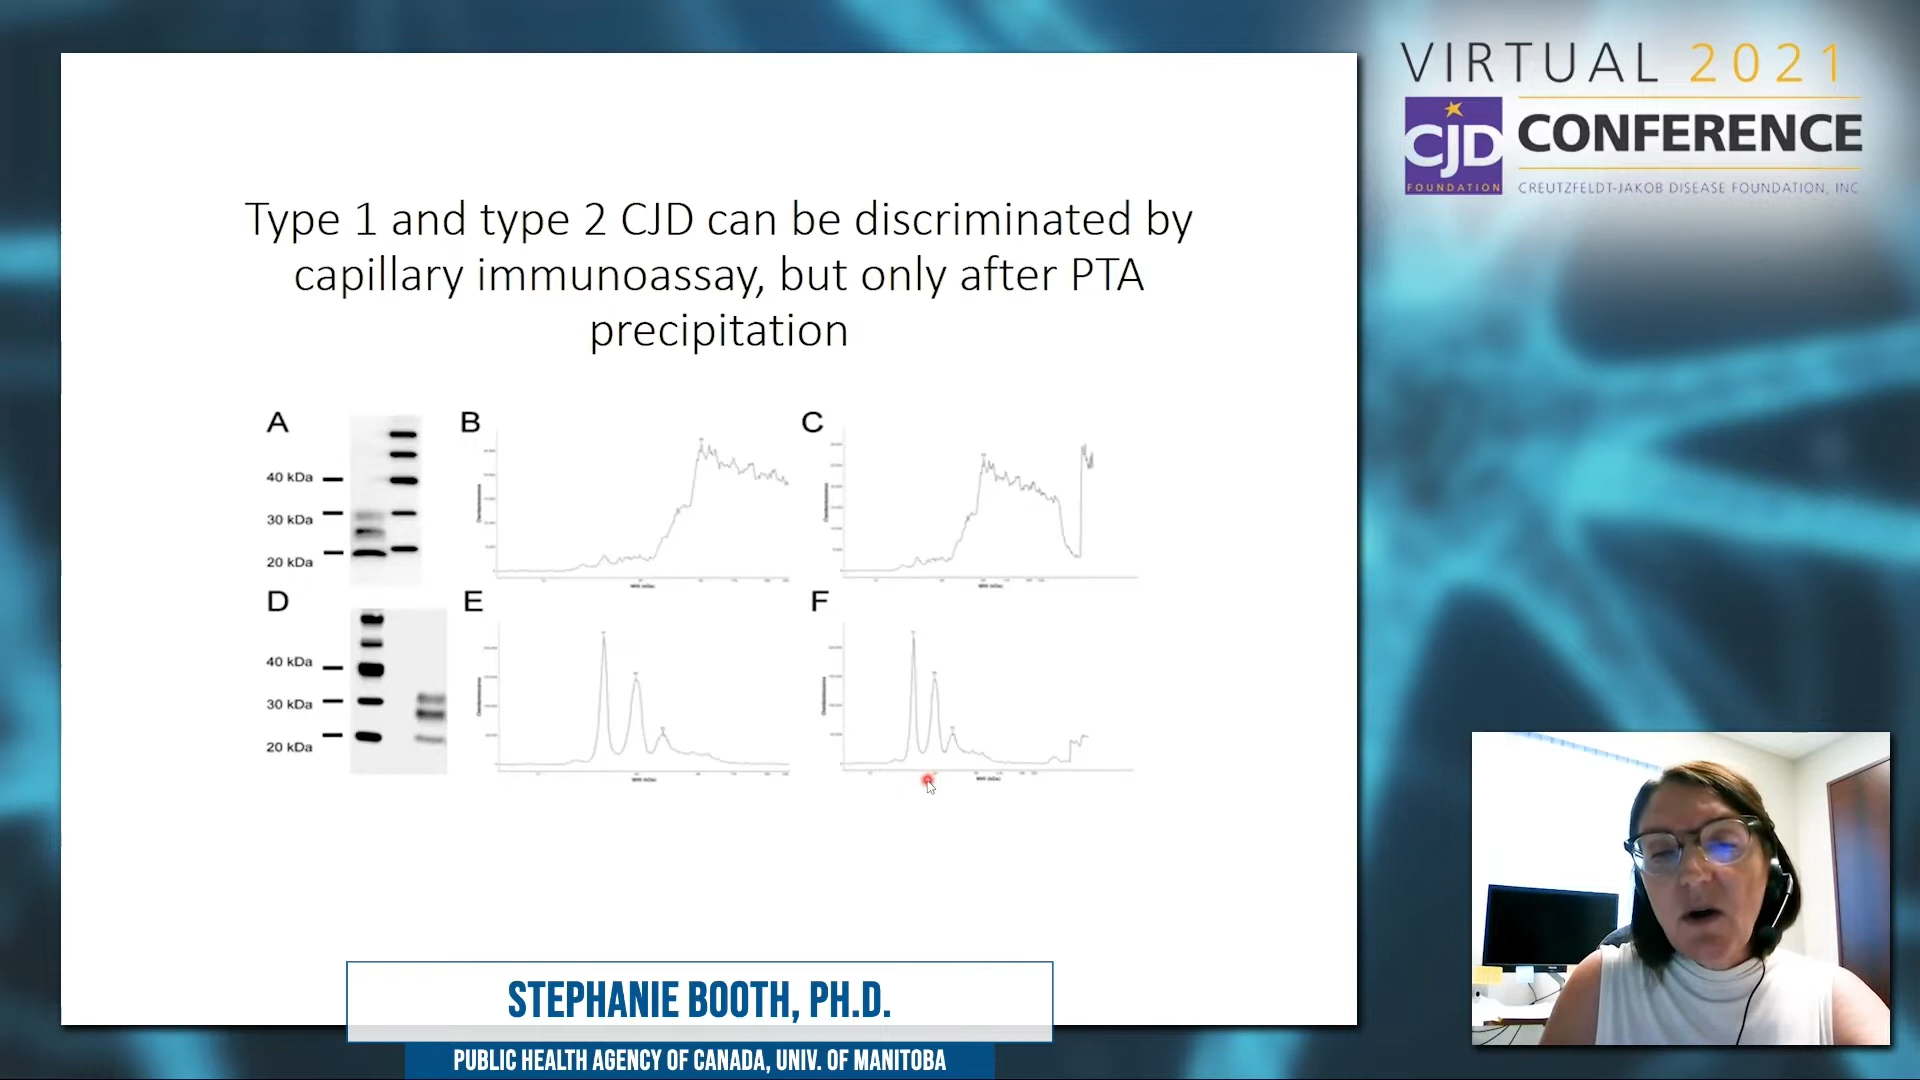 VIRTUAL 2021
CJD
FOUNDATION
CONFERENCE
CREUTZFELDT-JAKOB DISEASE FOUNDATION, INC
Type 1 and type 2 CJD can be discriminated by
capillary immunoassay, but only after PTA
precipitation
A
B
C
40 kDa
30 kDa
20 kDa
D
E
F
40 kDa
30 kDa
20 kDa
STEPHANIE BOOTH, PH.D.
PUBLIC HEALTH AGENCY OF CANADA, UNIV. OF MANITOBA